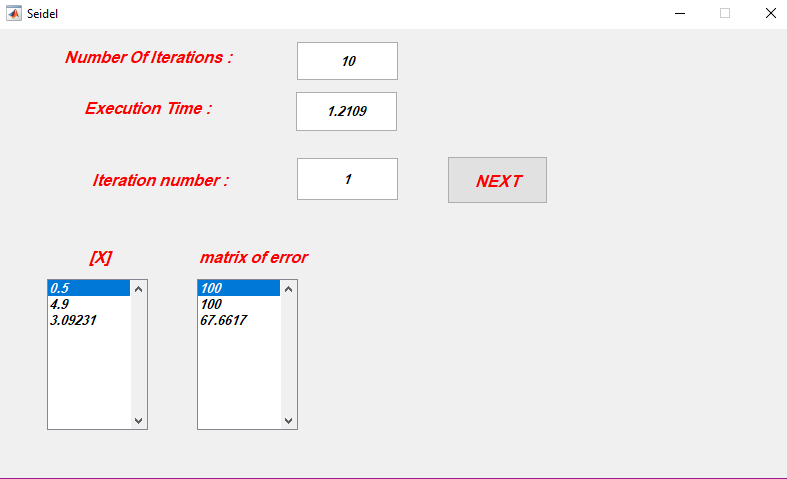 Seidel
Number Of Iterations :
10
Execution Time :
1.2109
Iteration number :
1
NEXT
[X]
matrix of error
0.5
4.9
3.09231
100
100
67.6617